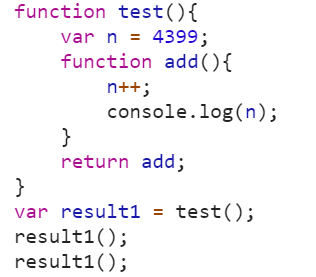 function test(){
    var n = 4399;
    function add(){
        n++;
        console.log(n);
    }
    return add;
}
var result1 = test();
result1();
result1();